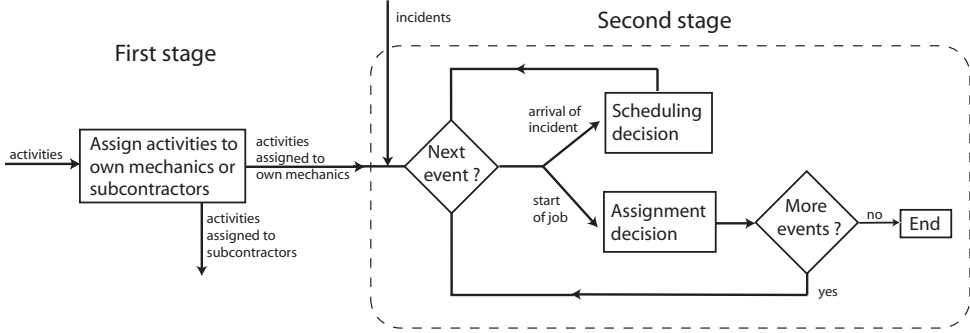 First stage
Second stage
incidents
activities
Assign activities to
own mechanics or
subcontractors
activities
assigned to
own mechanics
activities
assigned to
subcontractors
Next
event ?
arrival of
incident
Scheduling
decision
start
of job
Assignment
decision
More
events ?
no
End
yes